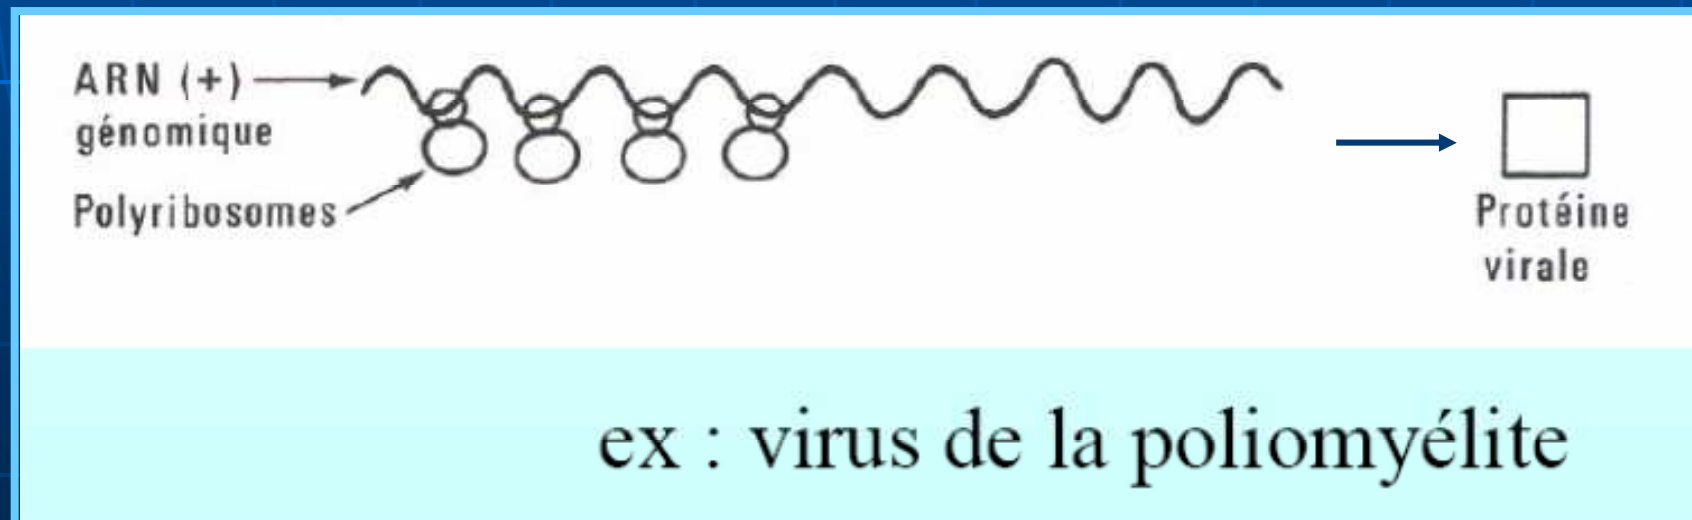 ARN (+)
génomique
Polyribosomes
Protéine
virale
ex : virus de la poliomyélite